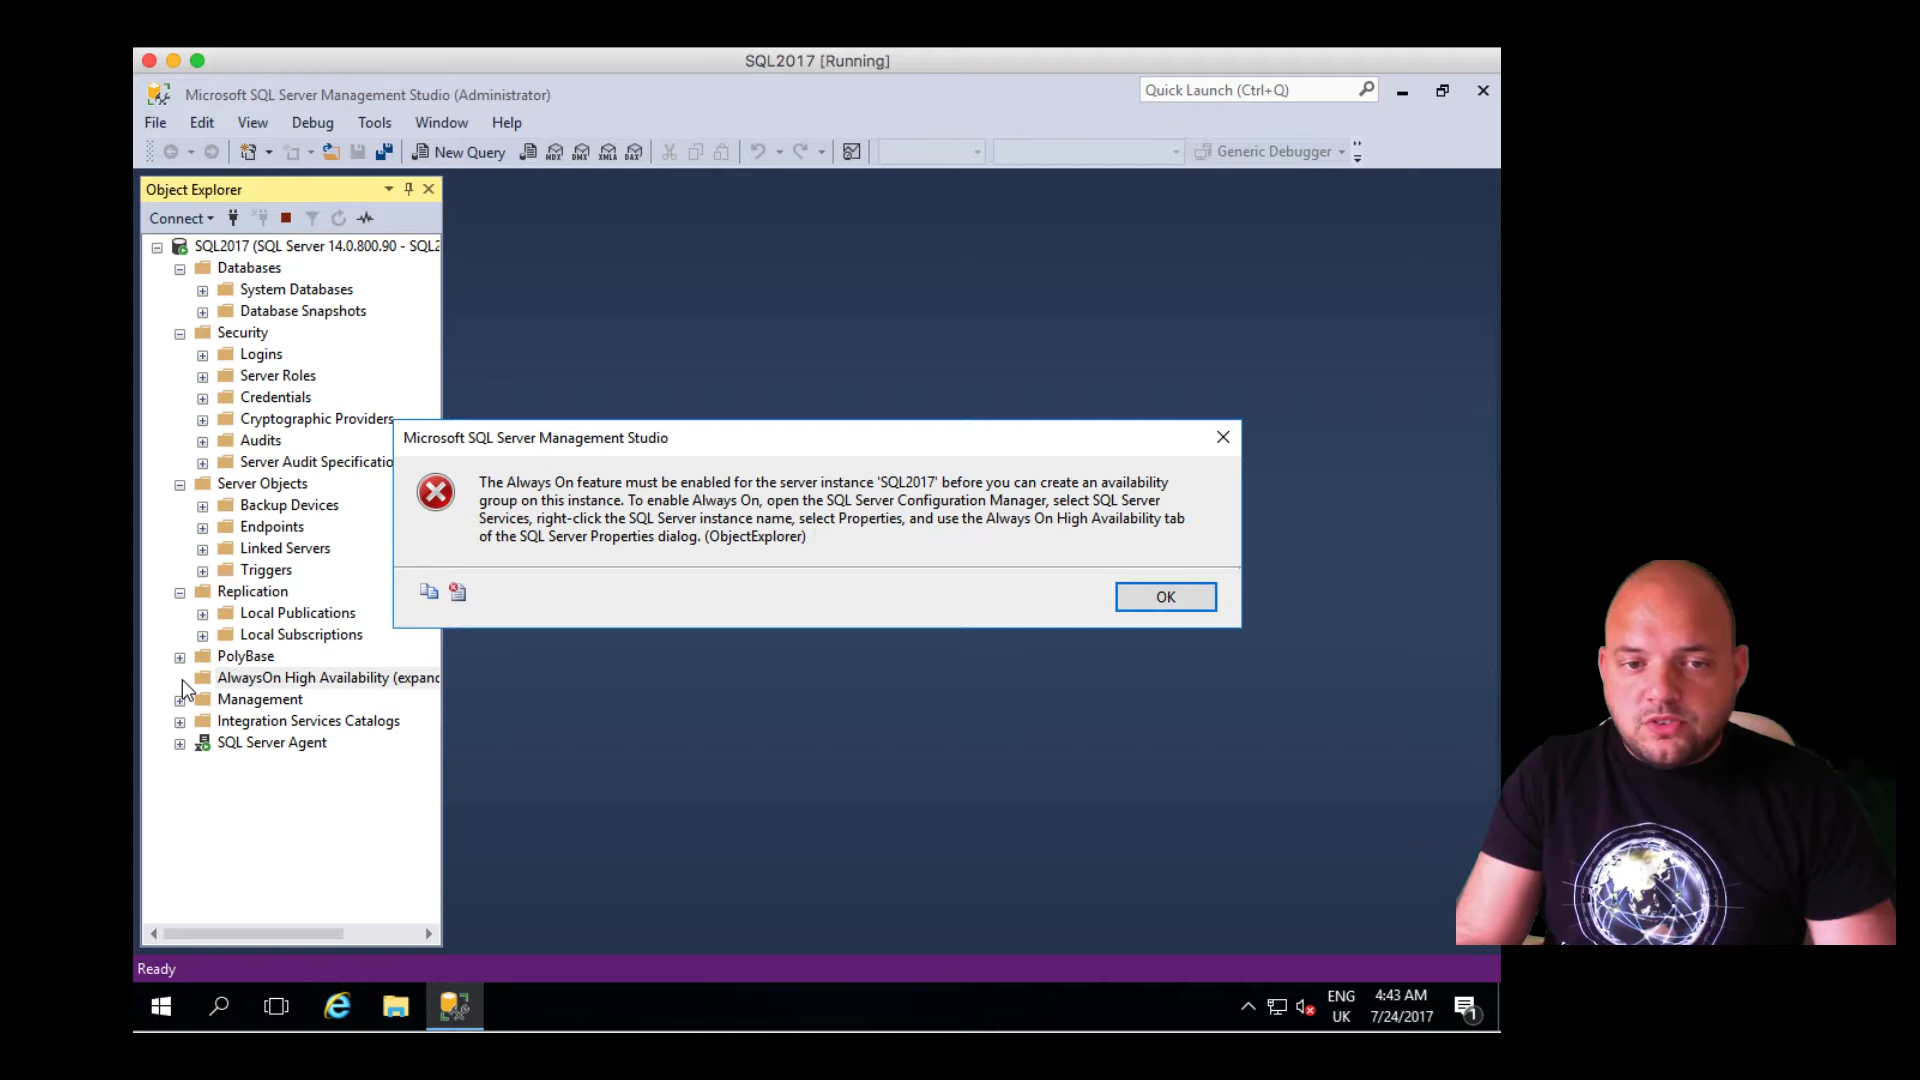 SQL2017 [Running]
Microsoft SQL Server Management Studio (Administrator)
Quick Launch (Ctrl+Q)
File Edit View Debug Tools Window Help
New Query
MDX DMX XMLA DAX
Generic Debugger
Object Explorer
Connect
SQL2017 (SQL Server 14.0.800.90 - SQL2
Databases
System Databases
Database Snapshots
Security
Logins
Server Roles
Credentials
Cryptographic Providers
Audits
Server Audit Specificatio
Server Objects
Backup Devices
Endpoints
Linked Servers
Triggers
Replication
Local Publications
Local Subscriptions
PolyBase
AlwaysOn High Availability (expand
Management
Integration Services Catalogs
SQL Server Agent
Microsoft SQL Server Management Studio
The Always On feature must be enabled for the server instance 'SQL2017' before you can create an availability
group on this instance. To enable Always On, open the SQL Server Configuration Manager, select SQL Server
Services, right-click the SQL Server instance name, select Properties, and use the Always On High Availability tab
of the SQL Server Properties dialog. (ObjectExplorer)
OK
Ready
ENG
UK
4:43 AM
7/24/2017
1